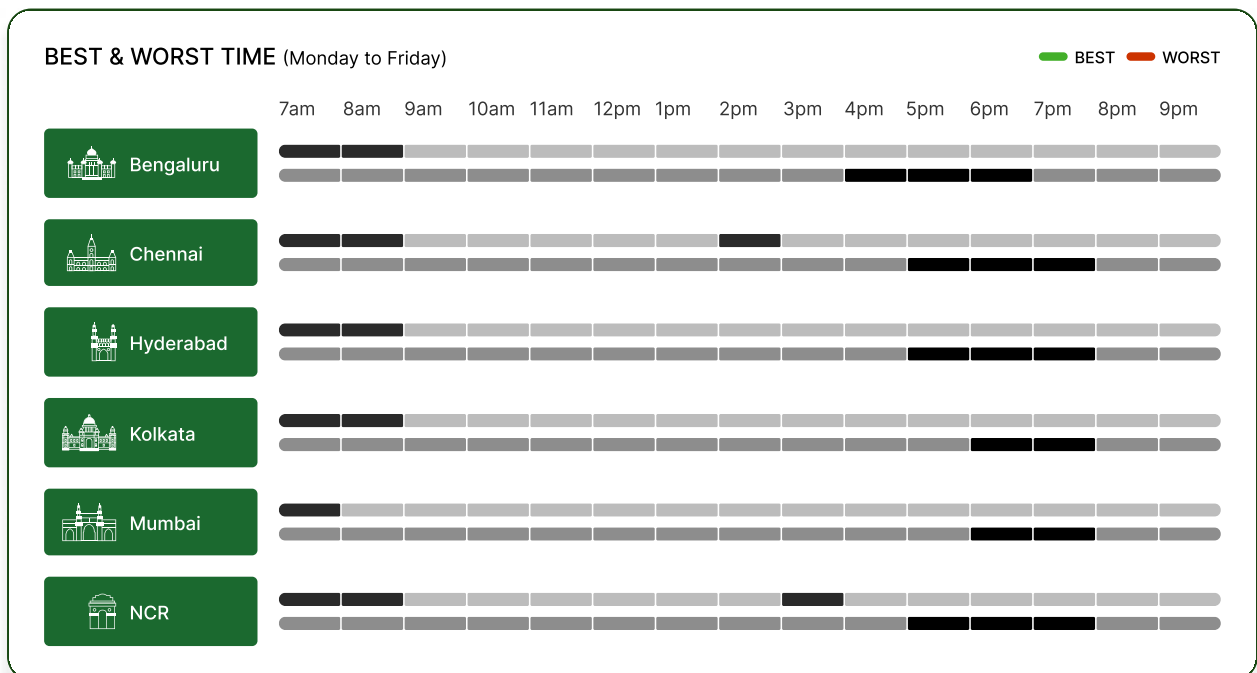 BEST & WORST TIME (Monday to Friday)
BEST WORST
7am 8am 9am 10am 11am 12pm 1pm 2pm 3pm 4pm 5pm 6pm 7pm 8pm 9pm
Bengaluru
Chennai
Hyderabad
Kolkata
Mumbai
NCR